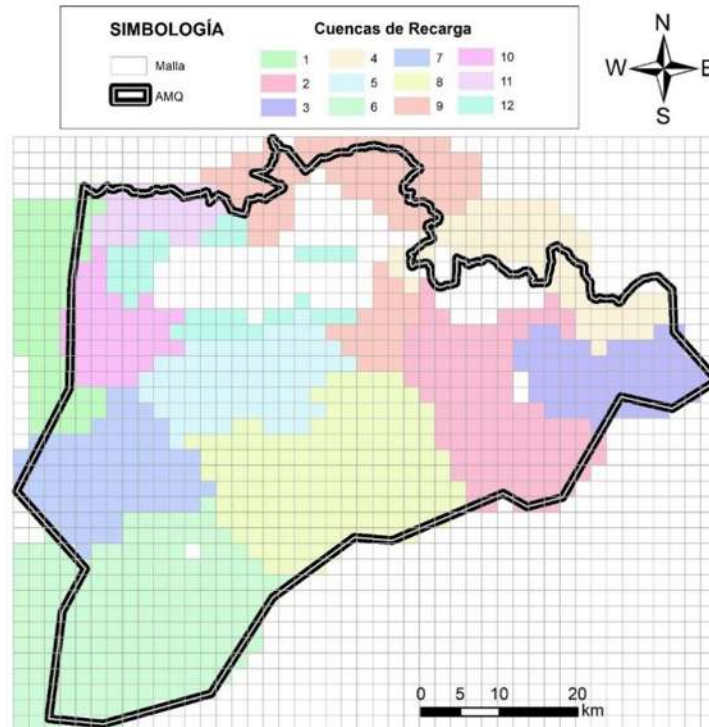 SIMBOLOGÍA
Malla
AMQ
Cuencas de Recarga
1 4 7 10
2 5 8 11
3 6 9 12
N
W E
S
0 5 10 20
km